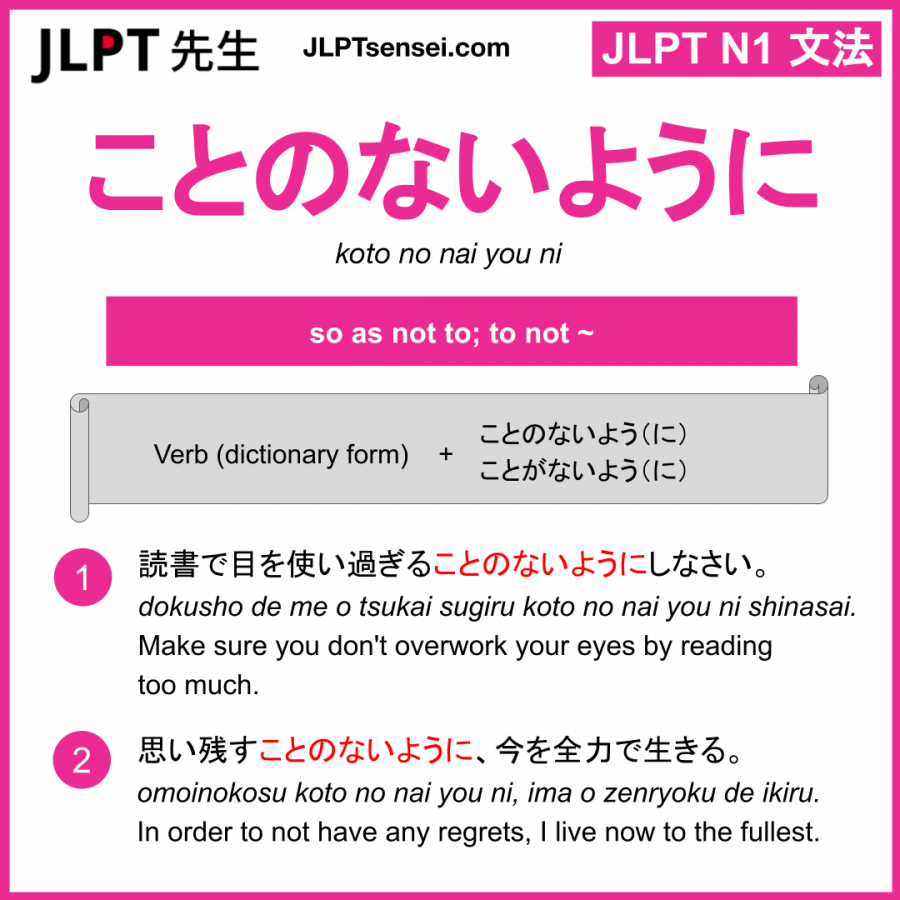 JLPT 先生
JLPTsensei.com
JLPT N1 文法
ことのないように
koto no nai you ni
so as not to; to not ~
Verb (dictionary form) + ことのないよう（に）
ことがないよう（に）
1 読書で目を使い過ぎることのないようにしなさい。
dokusho de me o tsukai sugiru koto no nai you ni shinasai.
Make sure you don't overwork your eyes by reading
too much.
2 思い残すことのないように、今を全力で生きる。
omoinokosu koto no nai you ni, ima o zenryoku de ikiru.
In order to not have any regrets, I live now to the fullest.